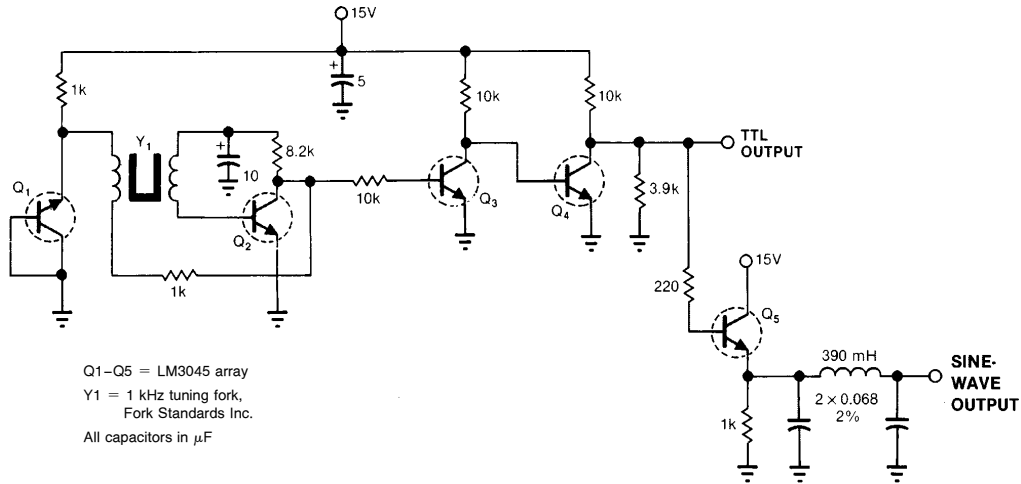 15V
1k
+
5
10k
10k
Y1
+
10
8.2k
TTL
OUTPUT
Q1
Q2
10k
Q3
Q4
3.9k
1k
220
15V
Q5
Q1–Q5 = LM3045 array
Y1 = 1 kHz tuning fork,
Fork Standards Inc.
All capacitors in μF
390 mH
2 × 0.068
2%
1k
SINE-
WAVE
OUTPUT